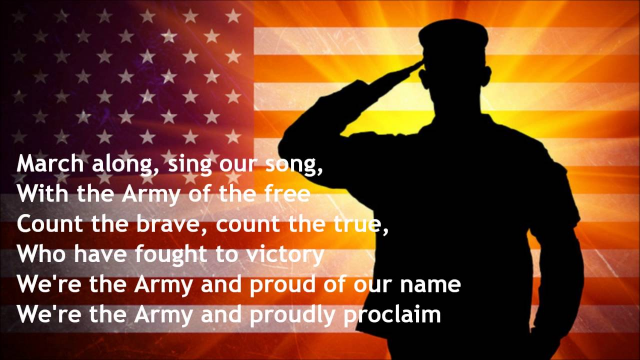 March along, sing our song,
With the Army of the free
Count the brave, count the true,
Who have fought to victory
We're the Army and proud of our name
We're the Army and proudly proclaim